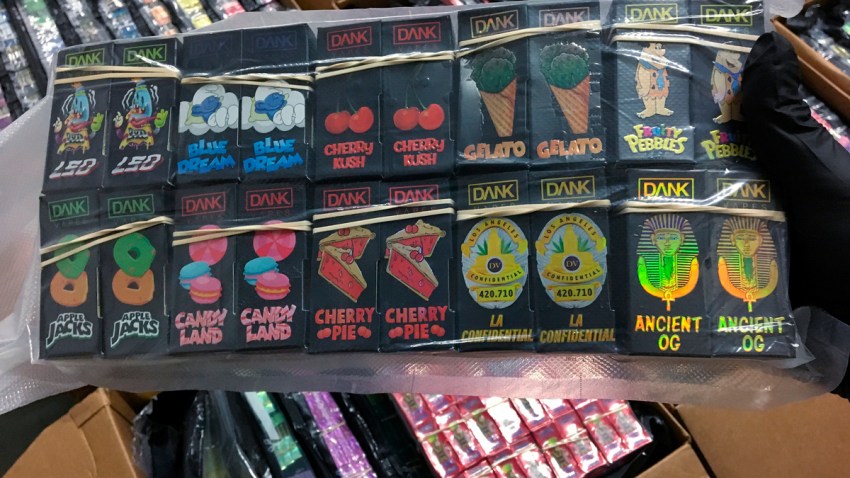 DANK DANK
LSD LSD
DANK DANK
BLUE DREAM BLUE DREAM
DANK DANK
CHERRY KUSH CHERRY KUSH
DANK DANK
GELATO GELATO
DANK DANK
FRUITY PEBBLES FRUITY PEBBLES
DANK DANK
APPLE JACKS APPLE JACKS
DANK DANK
CANDY LAND CANDY LAND
DANK DANK
CHERRY PIE CHERRY PIE
DANK DANK
LOS ANGELES LOS ANGELES
DV DV
CONFIDENTIAL CONFIDENTIAL
420.710 420.710
LA CONFIDENTIAL LA CONFIDENTIAL
DANK DANK
ANCIENT OG ANCIENT OG